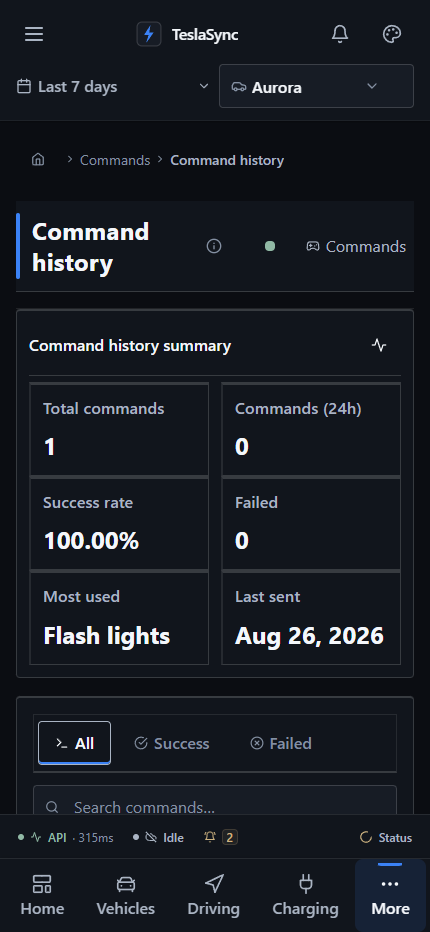 TeslaSync
Last 7 days
Aurora
Commands
Command history
Command
history
Commands
Command history summary
Total commands
1
Commands (24h)
0
Success rate
100.00%
Failed
0
Most used
Flash lights
Last sent
Aug 26, 2026
All
Success
Failed
Search commands...
API · 315ms
Idle
2
Status
Home
Vehicles
Driving
Charging
More